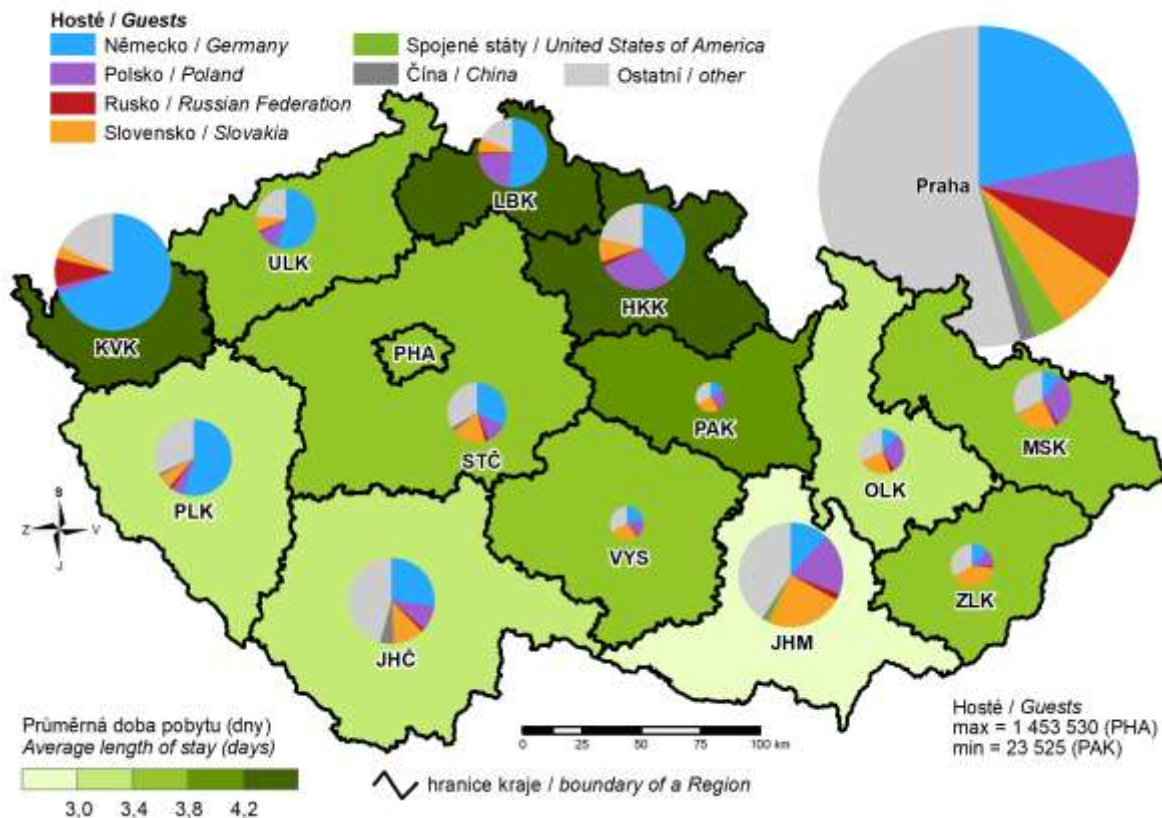 Hosté / Guests
Německo / Germany
Polsko / Poland
Rusko / Russian Federation
Slovensko / Slovakia
Spojené státy / United States of America
Čína / China
Ostatní / other
Praha
LBK
ULK
HKK
KVK
PHA
PAK
STČ
MSK
OLK
PLK
VYS
ZLK
JHČ
JHM
S
Z V
J
Průměrná doba pobytu (dny)
Average length of stay (days)
3,0 3,4 3,8 4,2
0 25 50 75 100 km
hranice kraje / boundary of a Region
Hosté / Guests
max = 1 453 530 (PHA)
min = 23 525 (PAK)